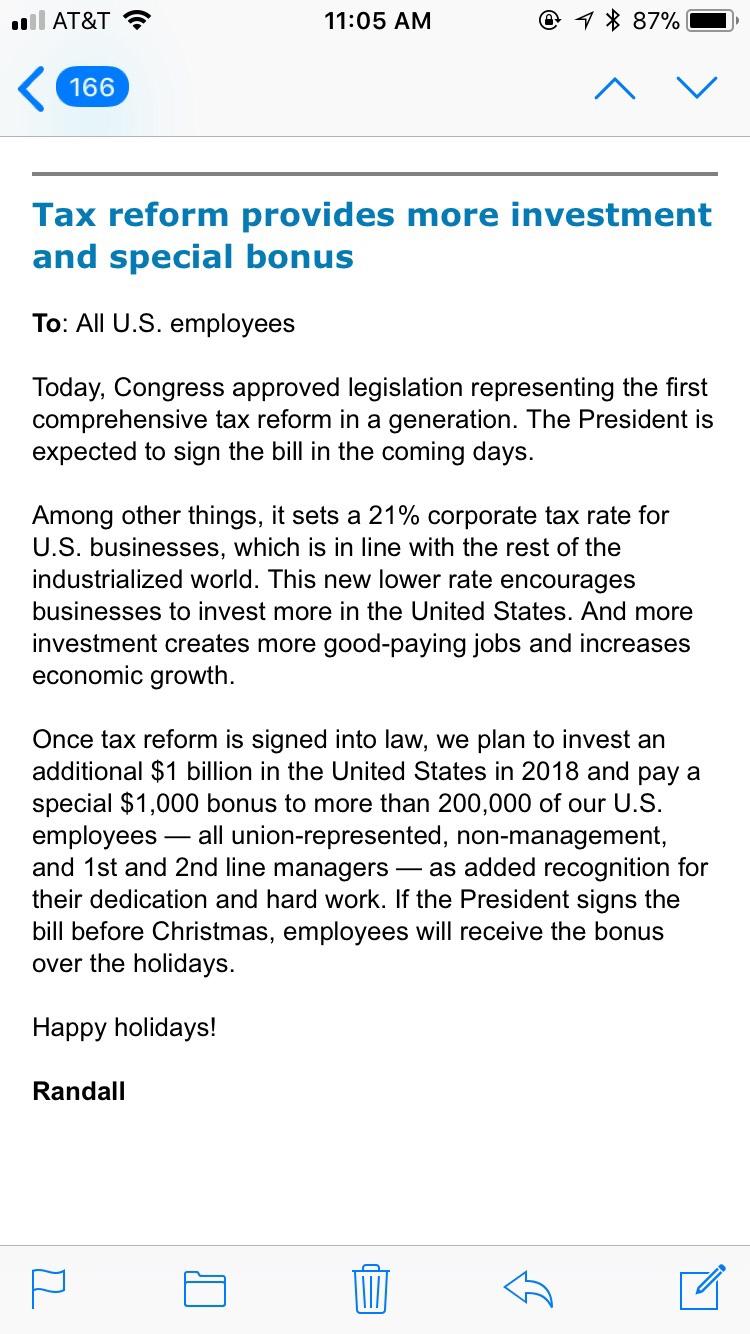 AT&T 11:05 AM 87%
166
Tax reform provides more investment
and special bonus
To: All U.S. employees
Today, Congress approved legislation representing the first
comprehensive tax reform in a generation. The President is
expected to sign the bill in the coming days.
Among other things, it sets a 21% corporate tax rate for
U.S. businesses, which is in line with the rest of the
industrialized world. This new lower rate encourages
businesses to invest more in the United States. And more
investment creates more good-paying jobs and increases
economic growth.
Once tax reform is signed into law, we plan to invest an
additional $1 billion in the United States in 2018 and pay a
special $1,000 bonus to more than 200,000 of our U.S.
employees — all union-represented, non-management,
and 1st and 2nd line managers — as added recognition for
their dedication and hard work. If the President signs the
bill before Christmas, employees will receive the bonus
over the holidays.
Happy holidays!
Randall